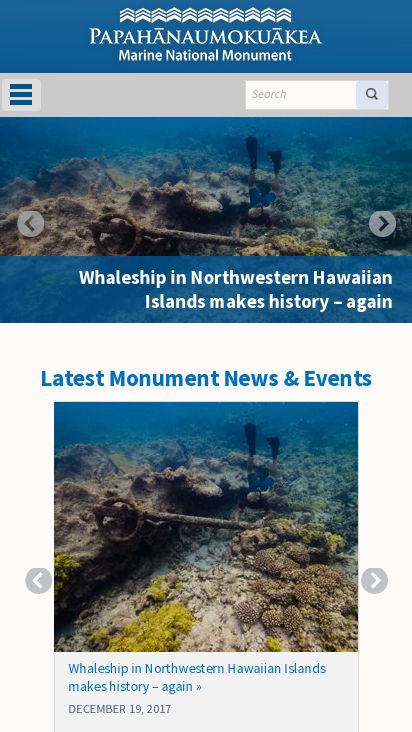 PAPAHĀNAUMOKUĀKEA
Marine National Monument
Search
Whaleship in Northwestern Hawaiian
Islands makes history – again
Latest Monument News & Events
Whaleship in Northwestern Hawaiian Islands
makes history – again »
DECEMBER 19, 2017